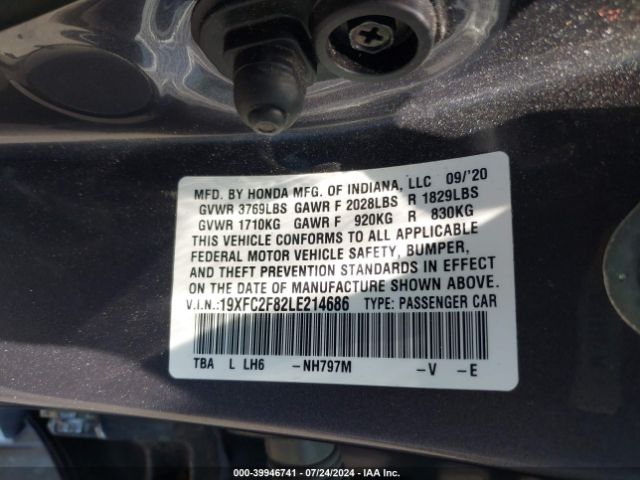 MFD. BY HONDA MFG. OF INDIANA, LLC 09/'20
GVWR 3769LBS GAWR F 2028LBS R 1829LBS
GVWR 1710KG GAWR F 920KG R 830KG
THIS VEHICLE CONFORMS TO ALL APPLICABLE
FEDERAL MOTOR VEHICLE SAFETY, BUMPER,
AND THEFT PREVENTION STANDARDS IN EFFECT
ON THE DATE OF MANUFACTURE SHOWN ABOVE.
V.I.N.:19XFC2F82LE214686 TYPE: PASSENGER CAR
TBA L LH6 -NH797M -V -E
000-39946741 - 07/24/2024 - IAA Inc.